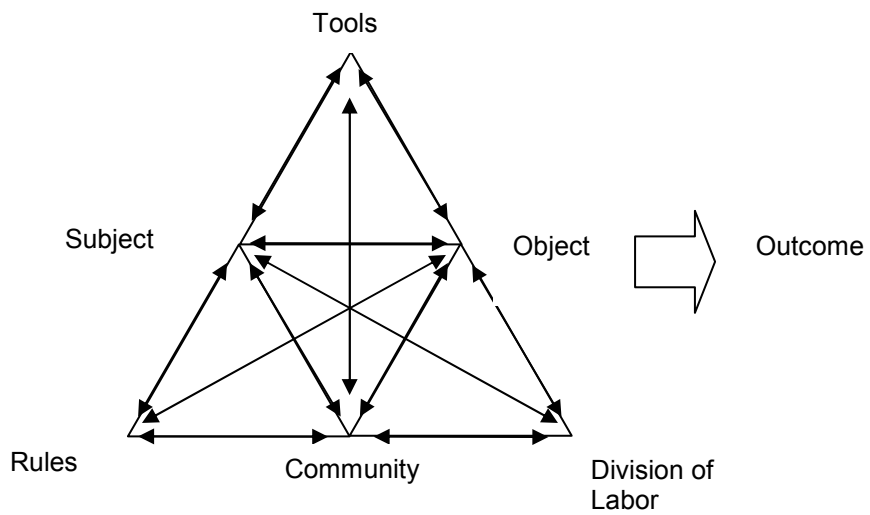 Tools
Subject
Object
Outcome
Rules
Community
Division of
Labor